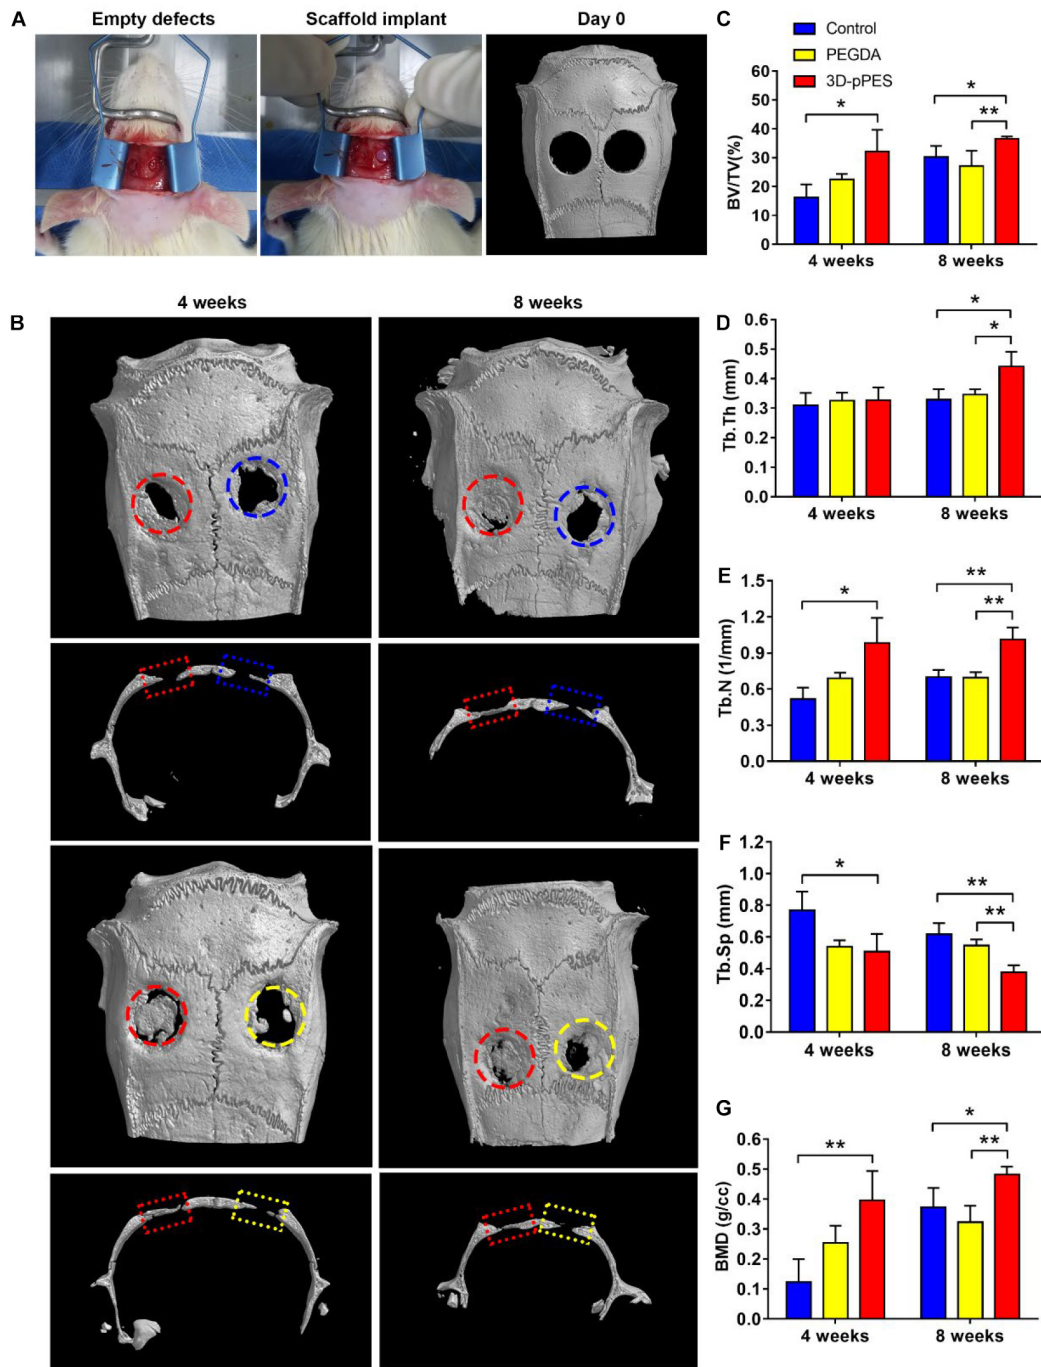 A Empty defects Scaffold implant Day 0
B 4 weeks 8 weeks
C
Control
PEGDA
3D-pPES
BV/TV(%)
60
50
40
30
20
10
0
*
*
**
4 weeks 8 weeks
D
Tb.Th (mm)
0.6
0.5
0.4
0.3
0.2
0.1
0.0
*
*
4 weeks 8 weeks
E
Tb.N (1/mm)
1.5
1.2
0.9
0.6
0.3
0.0
*
**
**
4 weeks 8 weeks
F
Tb.Sp (mm)
1.2
1.0
0.8
0.6
0.4
0.2
0.0
*
**
**
4 weeks 8 weeks
G
BMD (g/cc)
0.6
0.5
0.4
0.3
0.2
0.1
0.0
**
*
**
4 weeks 8 weeks